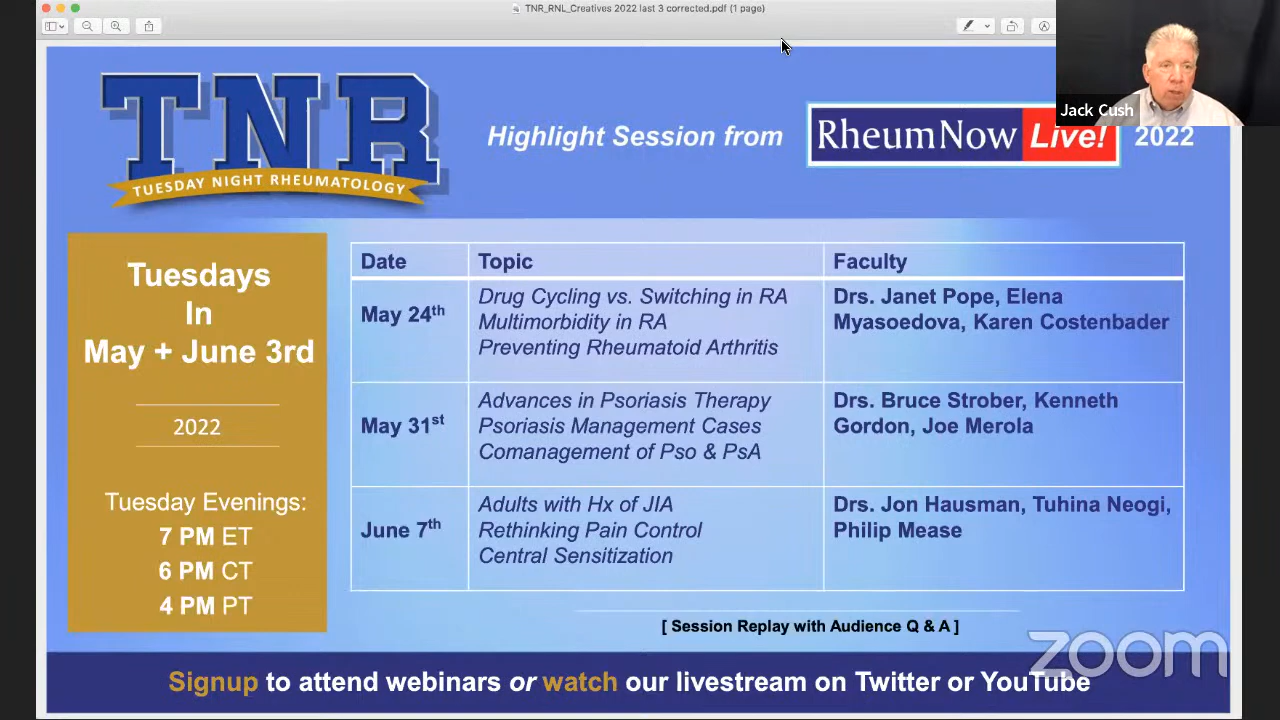 TNR_RNL_Creatives 2022 last 3 corrected.pdf (1 page)
Jack Cush
TNR
TUESDAY NIGHT RHEUMATOLOGY
Highlight Session from
RheumNow Live!
2022
Tuesdays
In
May + June 3rd
2022
Tuesday Evenings:
7 PM ET
6 PM CT
4 PM PT
Date
Topic
Faculty
May 24th
Drug Cycling vs. Switching in RA
Multimorbidity in RA
Preventing Rheumatoid Arthritis
Drs. Janet Pope, Elena
Myasoedova, Karen Costenbader
May 31st
Advances in Psoriasis Therapy
Psoriasis Management Cases
Comanagement of Pso & PsA
Drs. Bruce Strober, Kenneth
Gordon, Joe Merola
June 7th
Adults with Hx of JIA
Rethinking Pain Control
Central Sensitization
Drs. Jon Hausman, Tuhina Neogi,
Philip Mease
[ Session Replay with Audience Q & A ]
zoom
Signup to attend webinars or watch our livestream on Twitter or YouTube